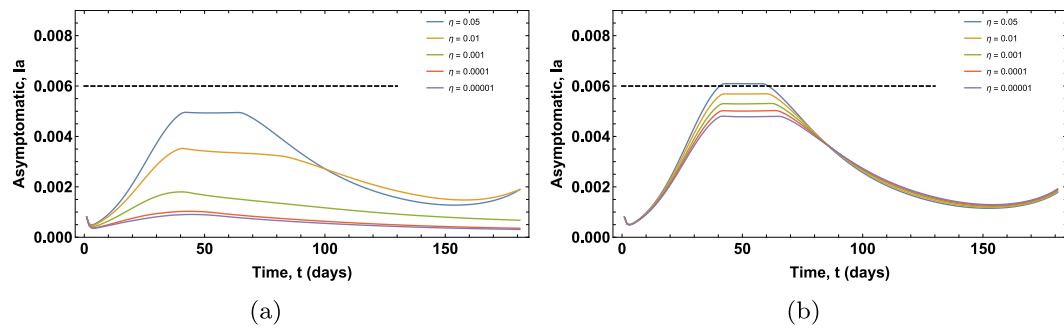 η = 0.05
η = 0.01
η = 0.001
η = 0.0001
η = 0.00001
0.008
0.006
0.004
0.002
0.000
Asymptomatic, Ia
0 50 100 150
Time, t (days)
(a)
η = 0.05
η = 0.01
η = 0.001
η = 0.0001
η = 0.00001
0.008
0.006
0.004
0.002
0.000
Asymptomatic, Ia
0 50 100 150
Time, t (days)
(b)